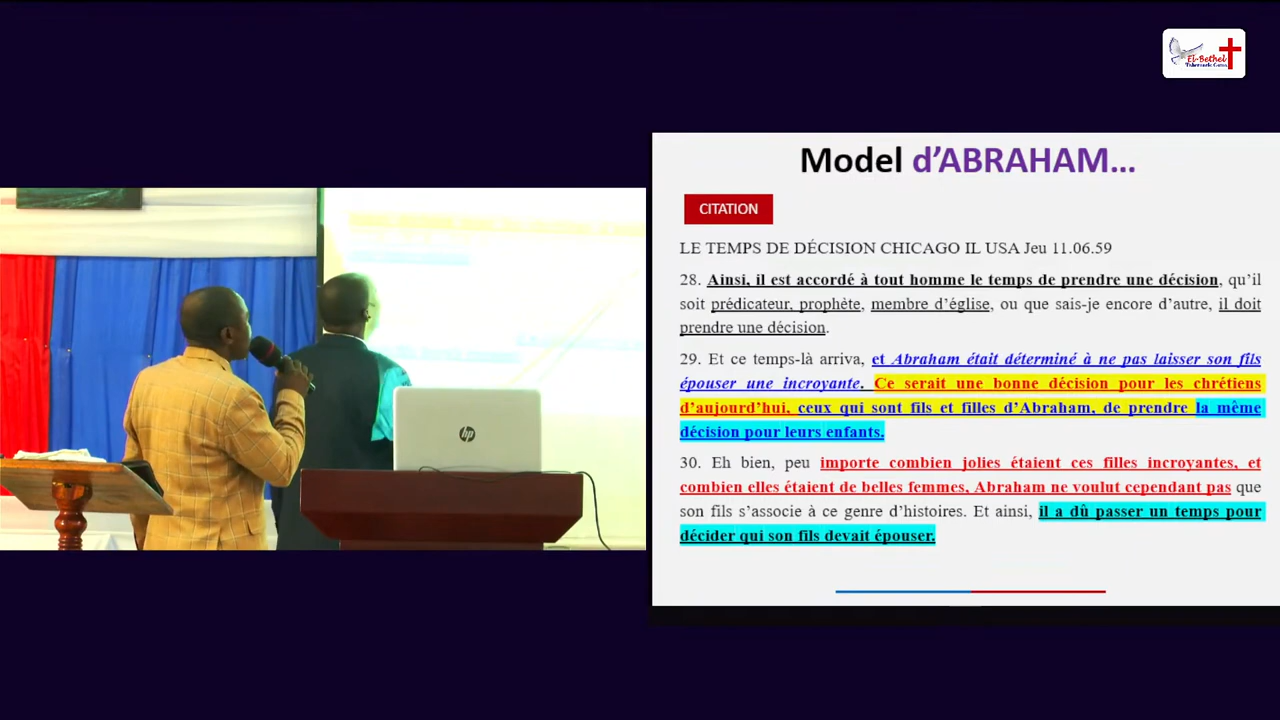 El-Bethel
Model d’ABRAHAM...
CITATION
LE TEMPS DE DÉCISION CHICAGO IL USA Jeu 11.06.59
28. Ainsi, il est accordé à tout homme le temps de prendre une décision, qu’il
soit prédicateur, prophète, membre d’église, ou que sais-je encore d’autre, il doit
prendre une décision.
29. Et ce temps-là arriva, et Abraham était déterminé à ne pas laisser son fils
épouser une incroyante. Ce serait une bonne décision pour les chrétiens
d’aujourd’hui, ceux qui sont fils et filles d’Abraham, de prendre la même
décision pour leurs enfants.
30. Eh bien, peu importe combien jolies étaient ces filles incroyantes, et
combien elles étaient de belles femmes, Abraham ne voulut cependant pas que
son fils s’associe à ce genre d’histoires. Et ainsi, il a dû passer un temps pour
décider qui son fils devait épouser.
hp